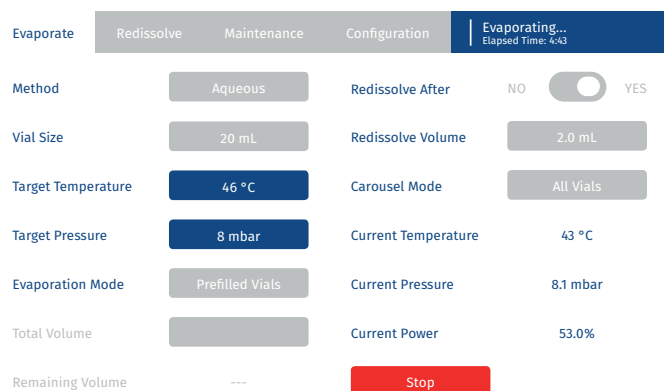 Evaporate Redissolve Maintenance Configuration Evaporating...
Elapsed Time: 4:43
Method Aqueous Redissolve After NO YES
Vial Size 20 mL Redissolve Volume 2.0 mL
Target Temperature 46 °C Carousel Mode All Vials
Target Pressure 8 mbar Current Temperature 43 °C
Evaporation Mode Prefilled Vials Current Pressure 8.1 mbar
Total Volume Current Power 53.0%
Remaining Volume --- Stop